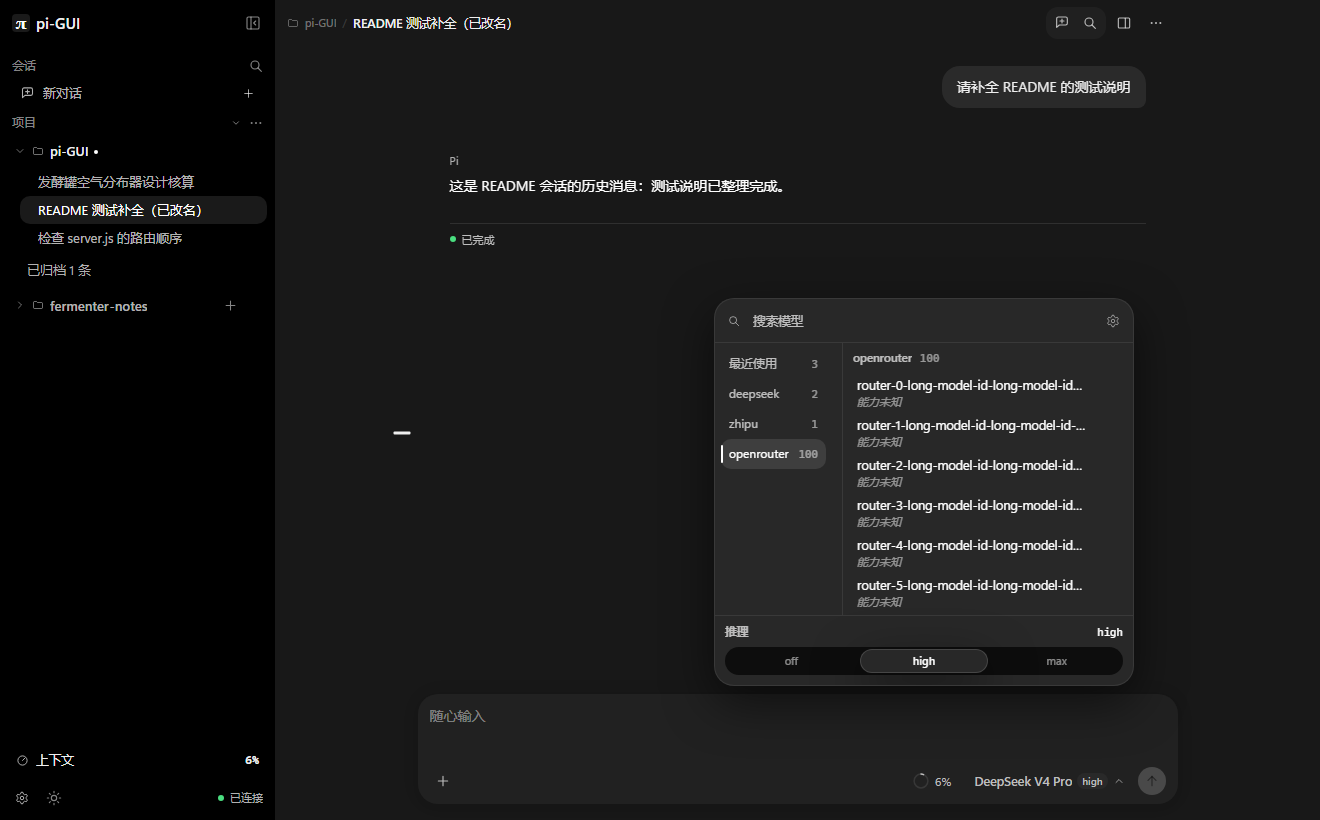 π pi-GUI
会话
新对话
项目
pi-GUI •
发酵罐空气分布器设计核算
README 测试补全（已改名）
检查 server.js 的路由顺序
已归档 1 条
fermenter-notes
上下文 6%
已连接
pi-GUI / README 测试补全（已改名）
请补全 README 的测试说明
Pi
这是 README 会话的历史消息：测试说明已整理完成。
已完成
搜索模型
最近使用 3
deepseek 2
zhipu 1
openrouter 100
openrouter 100
router-0-long-model-id-long-model-id...
能力未知
router-1-long-model-id-long-model-id-...
能力未知
router-2-long-model-id-long-model-id...
能力未知
router-3-long-model-id-long-model-id...
能力未知
router-4-long-model-id-long-model-id...
能力未知
router-5-long-model-id-long-model-id...
能力未知
推理 high
off high max
随心输入
6% DeepSeek V4 Pro high